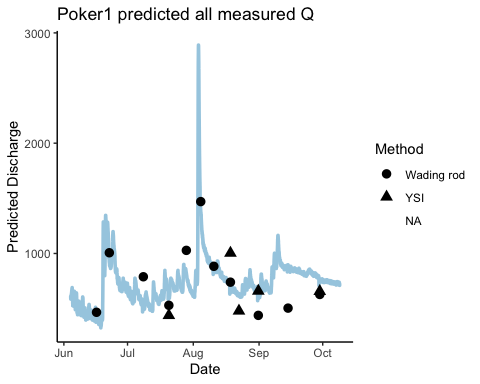 Poker1 predicted all measured Q
Predicted Discharge
3000
2000
1000
Jun
Jul
Aug
Sep
Oct
Date
Method
Wading rod
YSI
NA